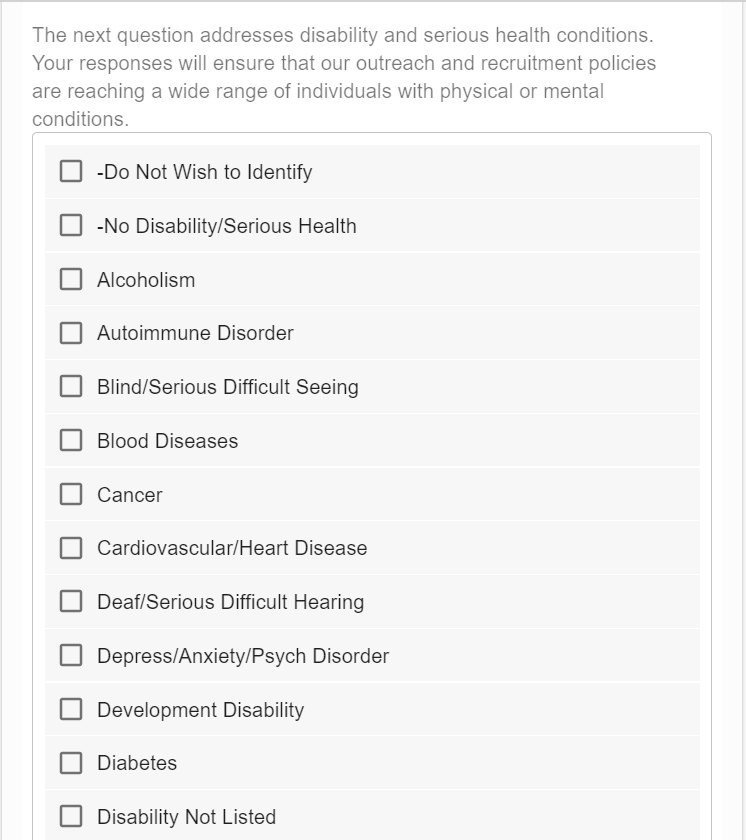 The next question addresses disability and serious health conditions.
Your responses will ensure that our outreach and recruitment policies
are reaching a wide range of individuals with physical or mental
conditions.
-Do Not Wish to Identify
-No Disability/Serious Health
Alcoholism
Autoimmune Disorder
Blind/Serious Difficult Seeing
Blood Diseases
Cancer
Cardiovascular/Heart Disease
Deaf/Serious Difficult Hearing
Depress/Anxiety/Psych Disorder
Development Disability
Diabetes
Disability Not Listed